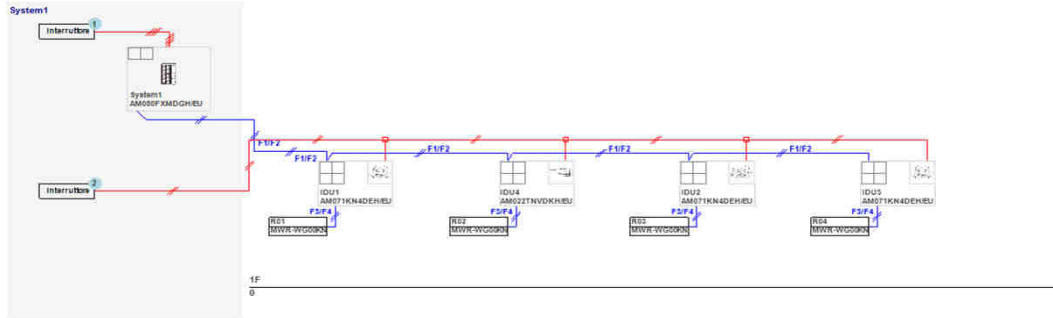 System1
Interruttore
1
System1
AM080FXMDGH/EU
F1/F2
F1/F2
F1/F2
F1/F2
F1/F2
Interruttore
2
IDU1
AM071KN4DEH/EU
IDU4
AM022TNVDKH/EU
IDU2
AM071KN4DEH/EU
IDU3
AM071KN4DEH/EU
F3/F4
F3/F4
F3/F4
F3/F4
R01
MWR-WG00KN
R02
MWR-WG00KN
R03
MWR-WG00KN
R04
MWR-WG00KN
1F
0